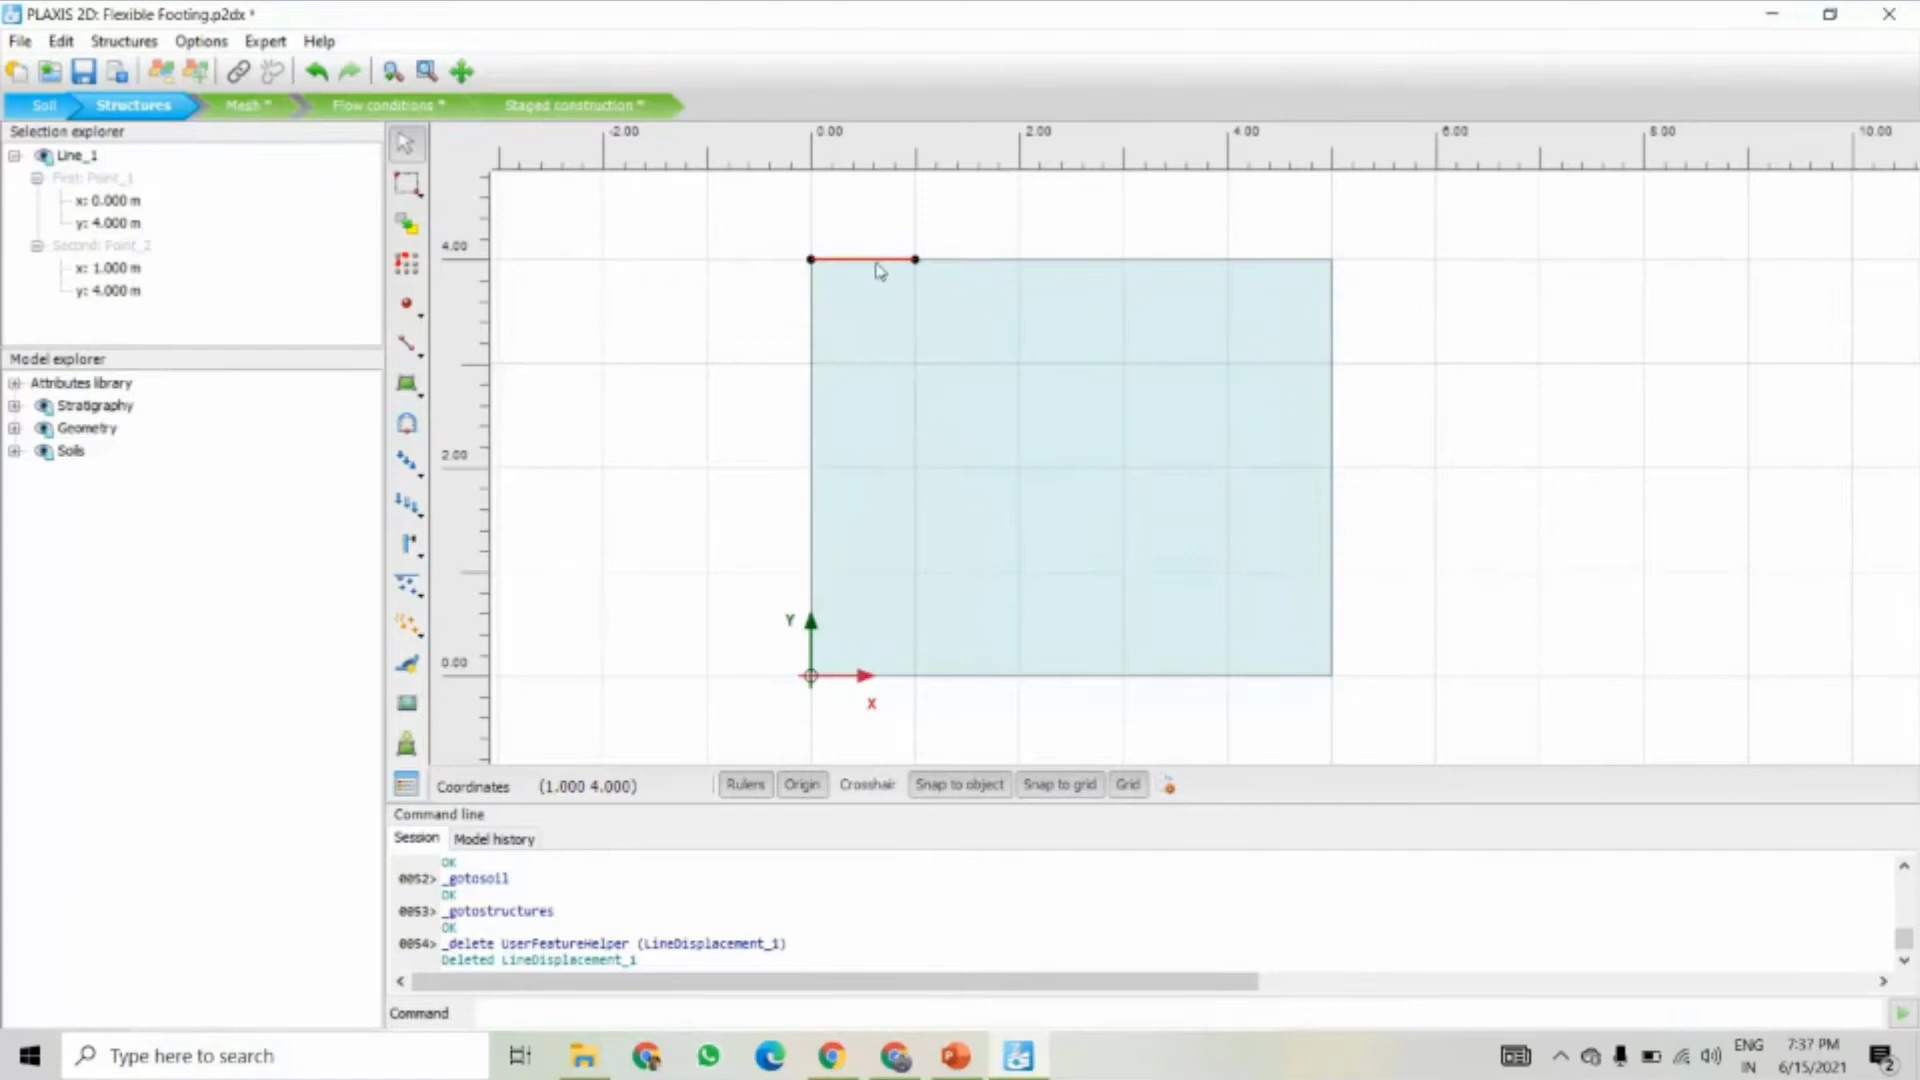 PLAXIS 2D: Flexible Footing.p2dx *
File Edit Structures Options Expert Help
Soil Structures Mesh * Flow conditions * Staged construction *
Selection explorer
Line_1
First: Point_1
x: 0.000 m
y: 4.000 m
Second: Point_2
x: 1.000 m
y: 4.000 m
Model explorer
Attributes library
Stratigraphy
Geometry
Soils
-2.00 0.00 2.00 4.00 6.00 8.00 10.00
4.00
2.00
0.00
Y
X
Coordinates (1.000 4.000) Rulers Origin Crosshair Snap to object Snap to grid Grid
Command line
Session Model history
OK
0052> _gotosoil
OK
0053> _gotostructures
OK
0054> _delete UserFeatureHelper (LineDisplacement_1)
Deleted LineDisplacement_1
Command
Type here to search
ENG
IN
7:37 PM
6/15/2021
2